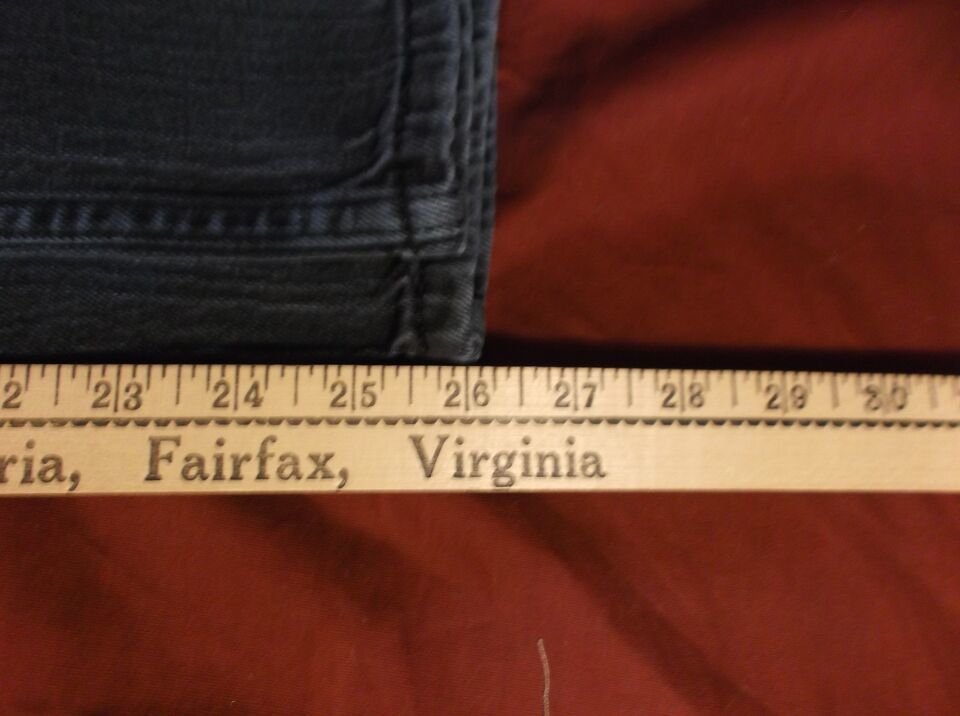 2 23 24 25 26 27 28 29 30
ria, Fairfax, Virginia